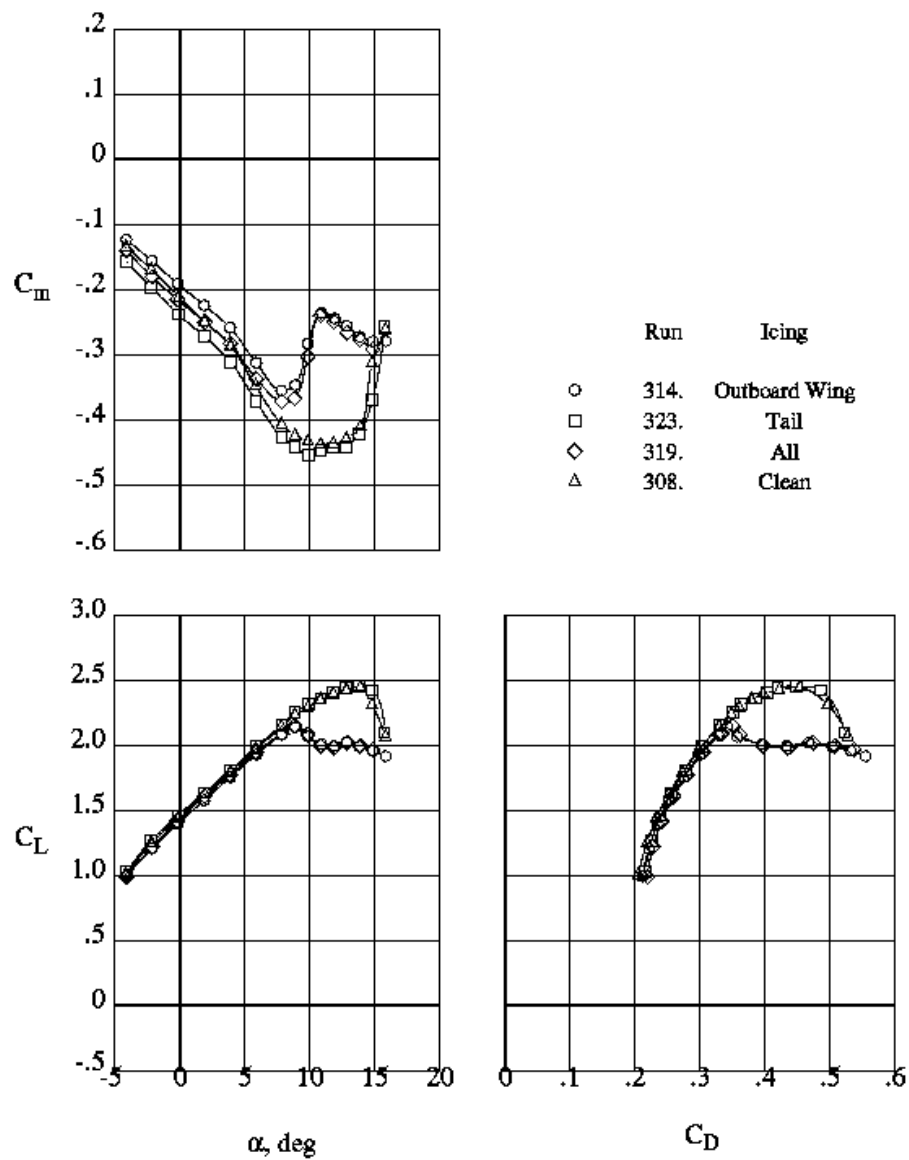 .2
.1
0
-.1
-.2
-.3
-.4
-.5
-.6
C_m
Run Icing
314. Outboard Wing
323. Tail
319. All
308. Clean
3.0
2.5
2.0
1.5
1.0
.5
0
-.5
C_L
-5 0 5 10 15 20
α, deg
0 .1 .2 .3 .4 .5 .6
C_D